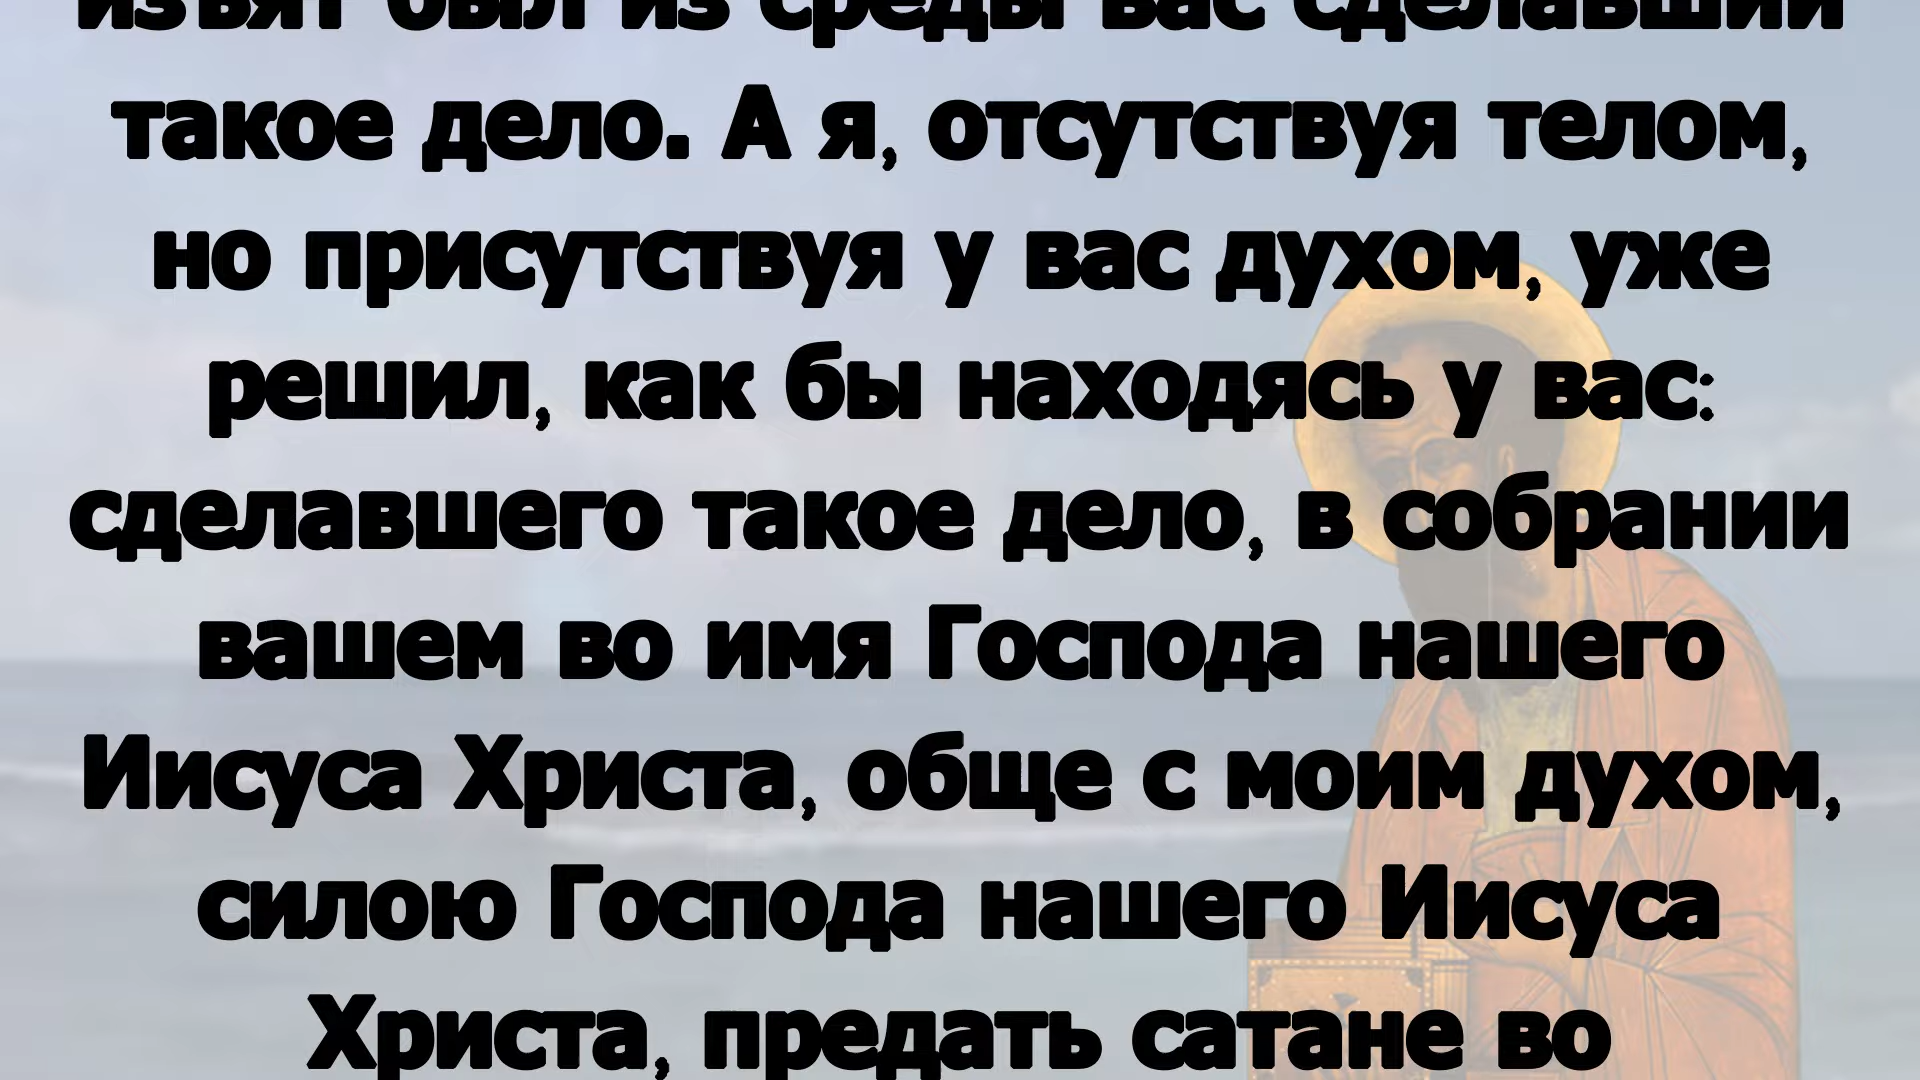 изъят был из среды вас сделавший
такое дело. А я, отсутствуя телом,
но присутствуя у вас духом, уже
решил, как бы находясь у вас:
сделавшего такое дело, в собрании
вашем во имя Господа нашего
Иисуса Христа, обще с моим духом,
силою Господа нашего Иисуса
Христа, предать сатане во